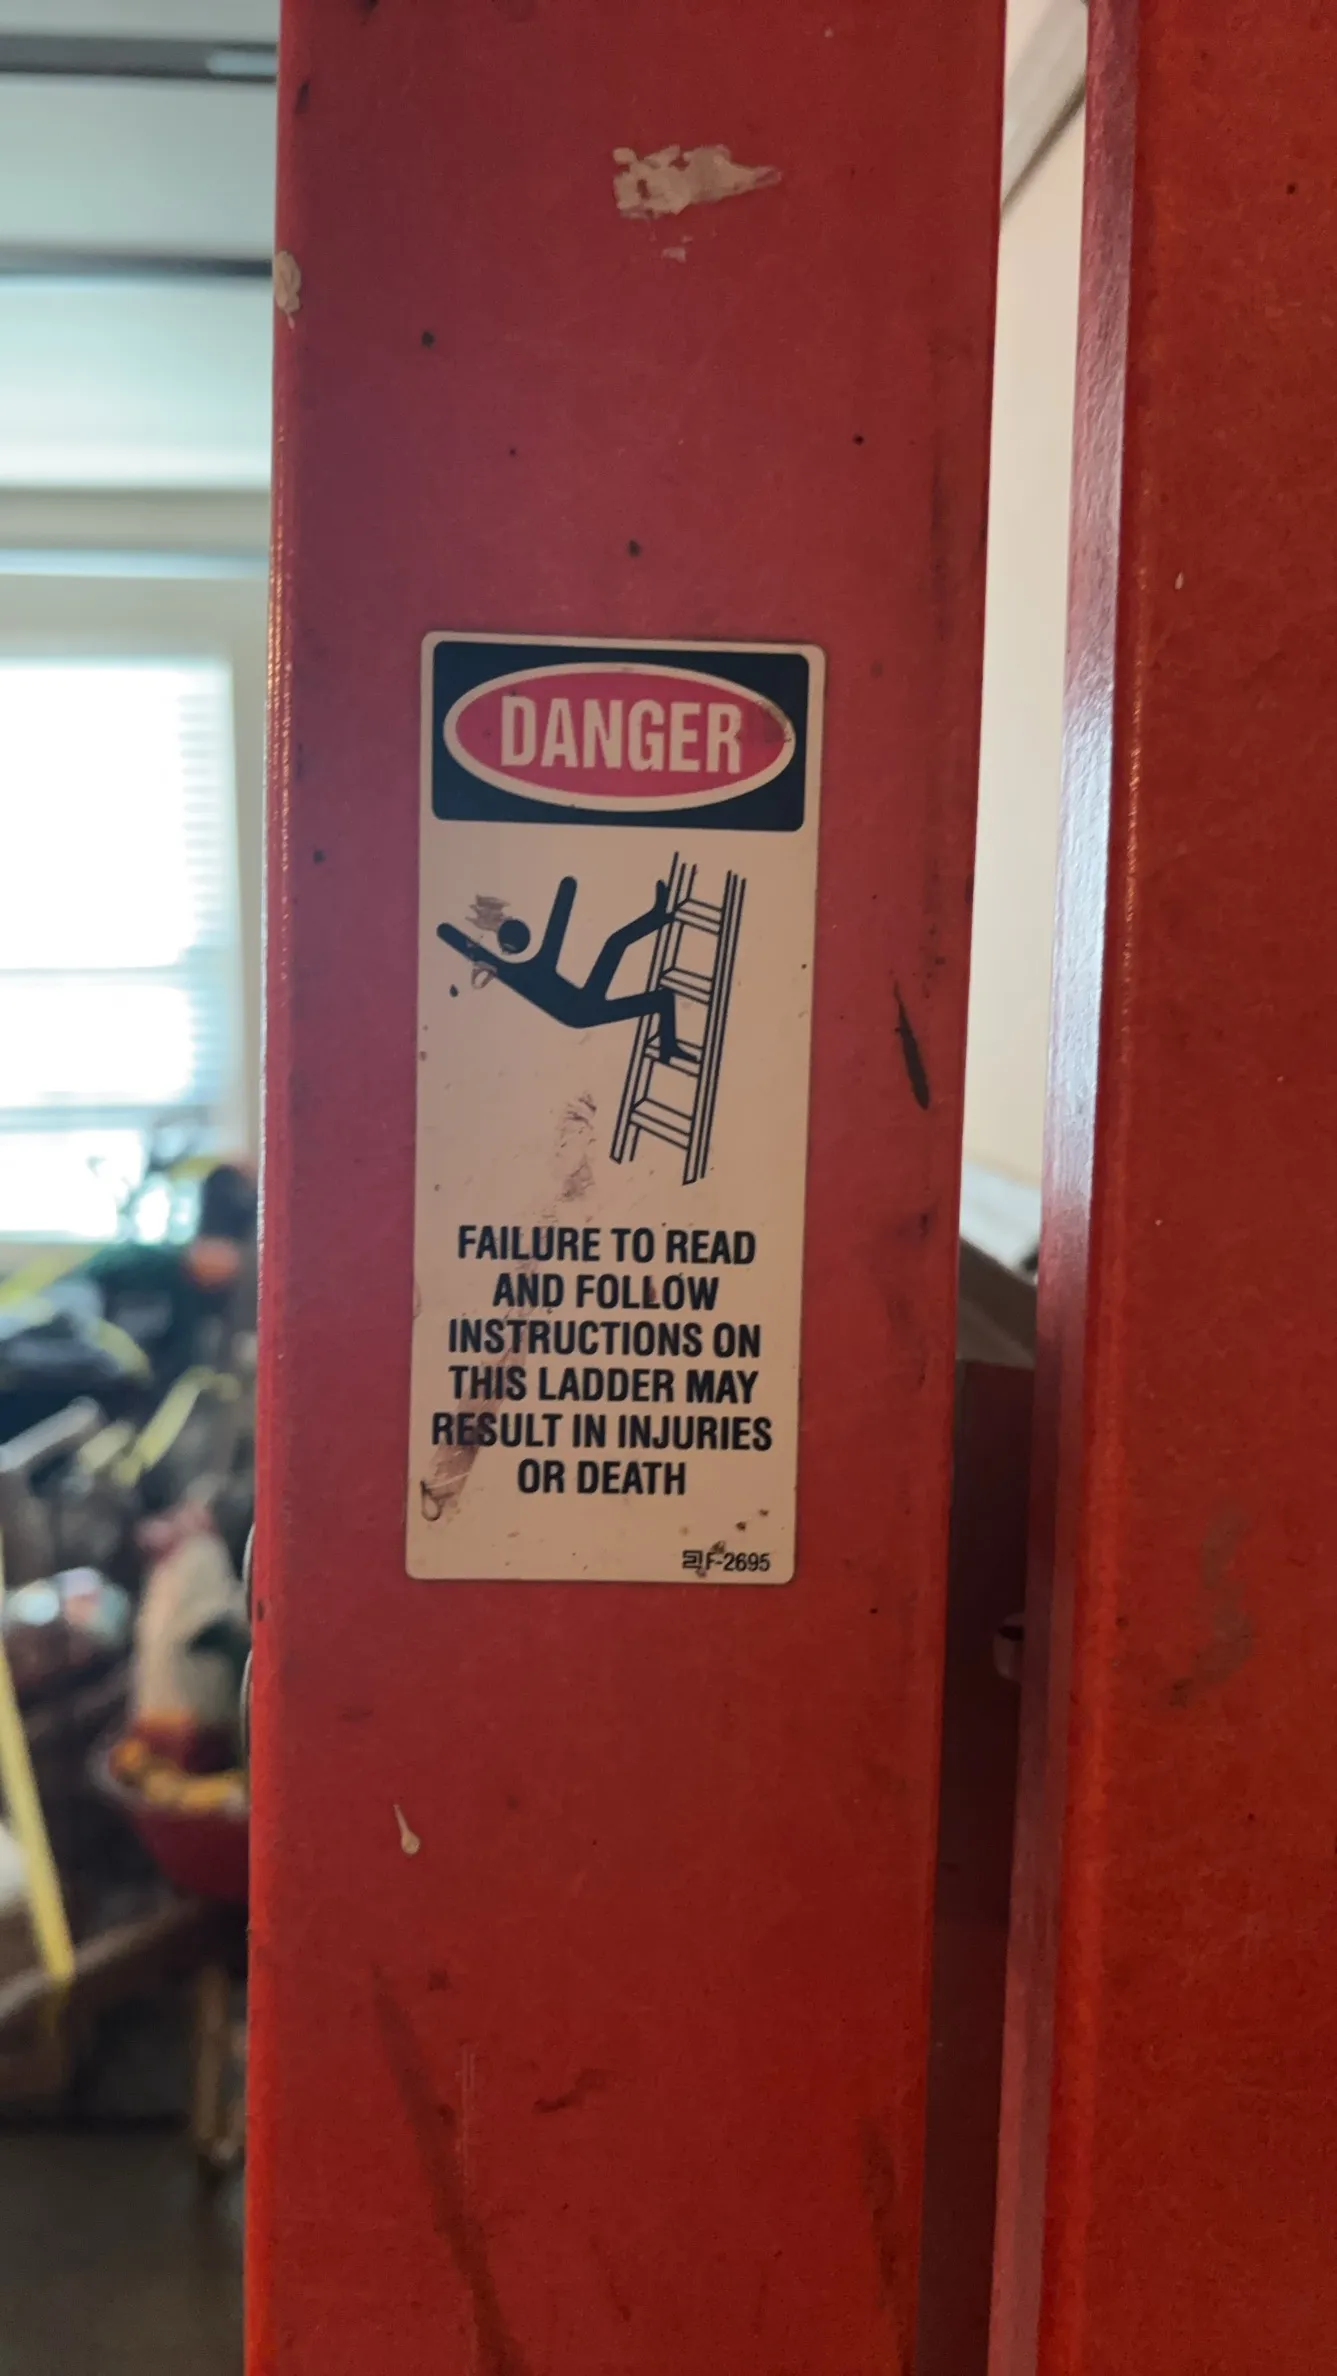 DANGER
FAILURE TO READ
AND FOLLOW
INSTRUCTIONS ON
THIS LADDER MAY
RESULT IN INJURIES
OR DEATH
F-2695